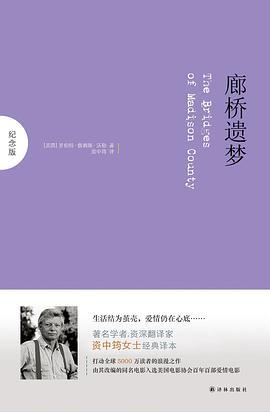 廊桥遗梦
The Bridges
of Madison County
纪念版
[美国] 罗伯特·詹姆斯·沃勒 著
资中筠 译
生活结为茧壳，爱情仍在心底……
著名学者、资深翻译家
资中筠女士经典译本
打动全球 5000 万读者的浪漫之作
由其改编的同名电影入选美国电影协会百年百部爱情电影
译林出版社